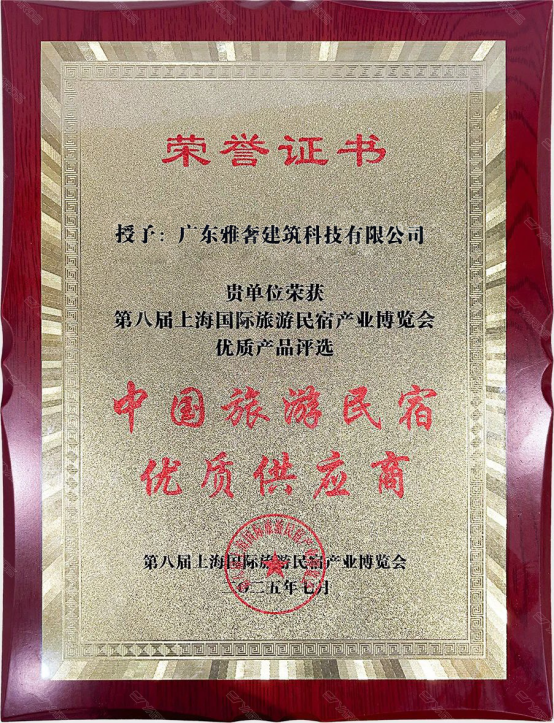 荣誉证书
授予：广东雅奢建筑科技有限公司
贵单位荣获
第八届上海国际旅游民宿产业博览会
优质产品评选
中国旅游民宿
优质供应商
第八届上海国际旅游民宿产业博览会
二〇二五年七月